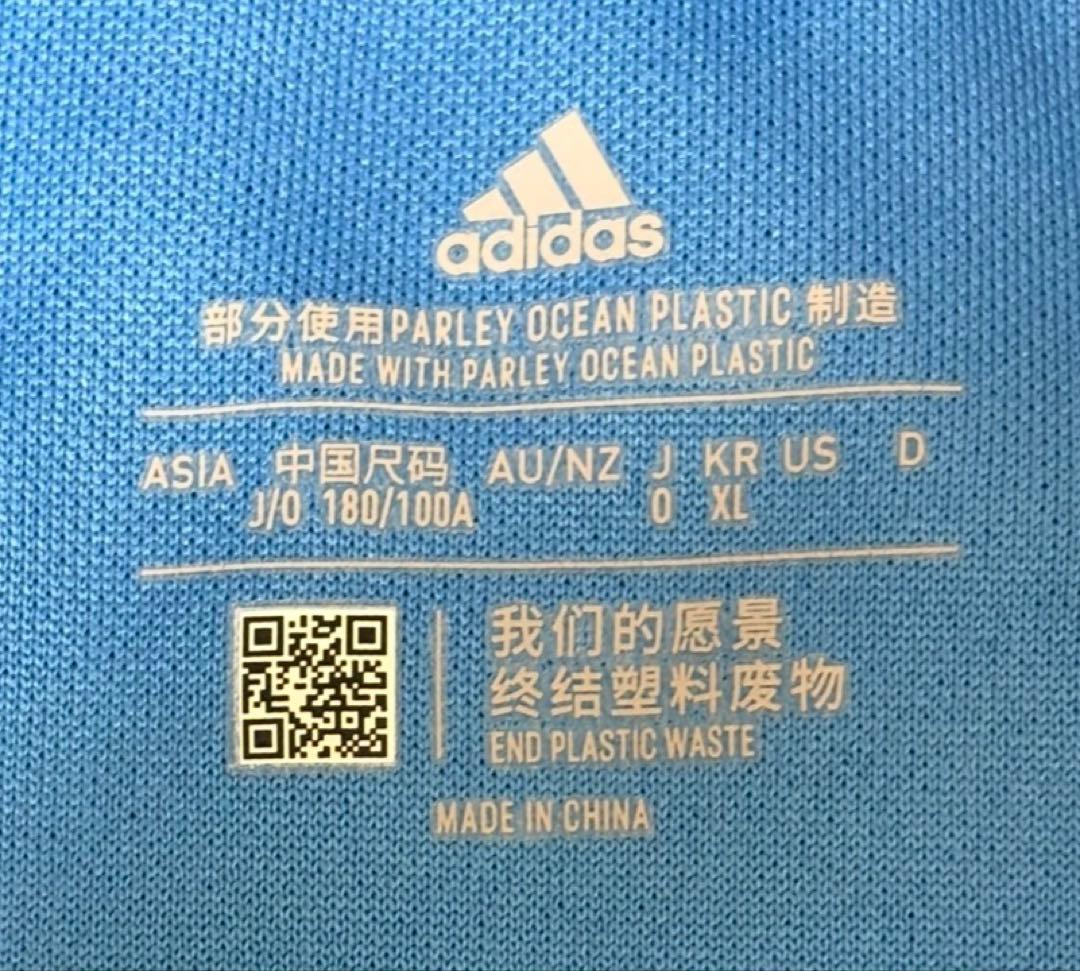 adidas
部分使用PARLEY OCEAN PLASTIC 制造
MADE WITH PARLEY OCEAN PLASTIC
ASIA 中国尺码 AU/NZ J KR US D
J/O 180/100A O XL
我们的愿景
终结塑料废物
END PLASTIC WASTE
MADE IN CHINA